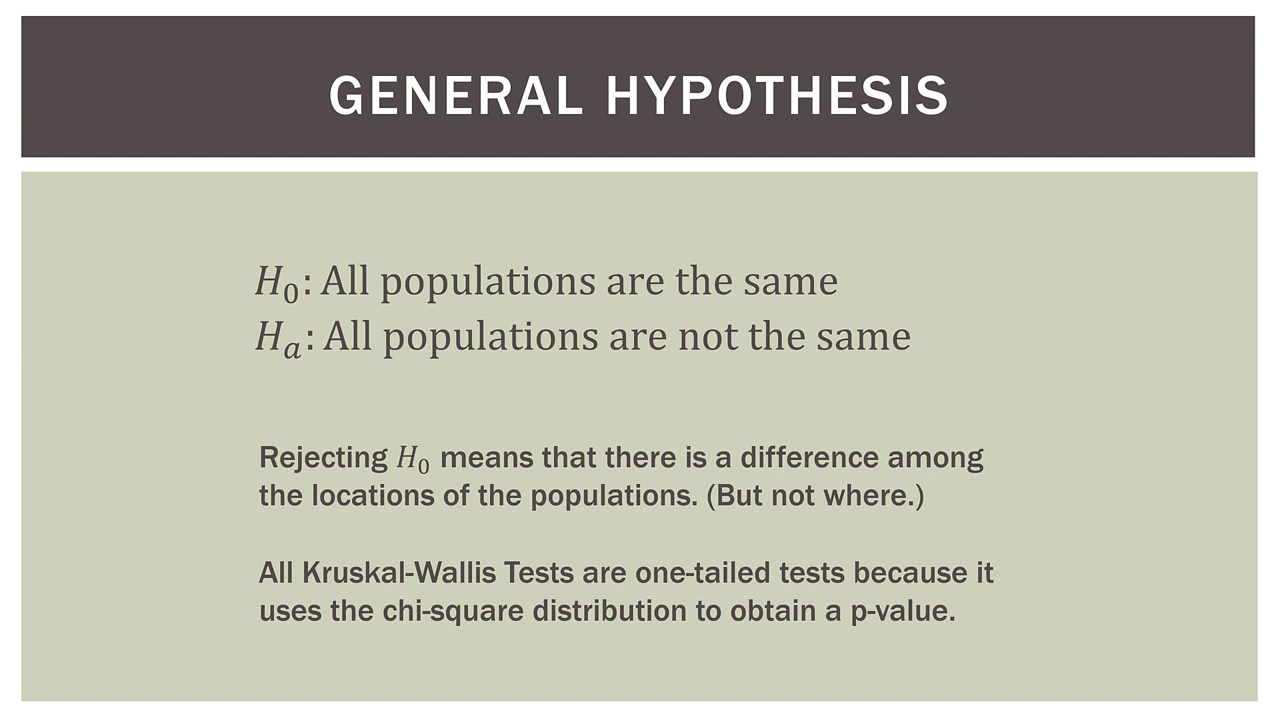 GENERAL HYPOTHESIS
H₀: All populations are the same
Hₐ: All populations are not the same
Rejecting H₀ means that there is a difference among
the locations of the populations. (But not where.)
All Kruskal-Wallis Tests are one-tailed tests because it
uses the chi-square distribution to obtain a p-value.